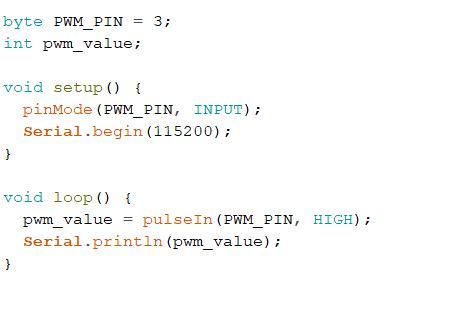 byte PWM_PIN = 3;
int pwm_value;

void setup() {
  pinMode(PWM_PIN, INPUT);
  Serial.begin(115200);
}

void loop() {
  pwm_value = pulseIn(PWM_PIN, HIGH);
  Serial.println(pwm_value);
}